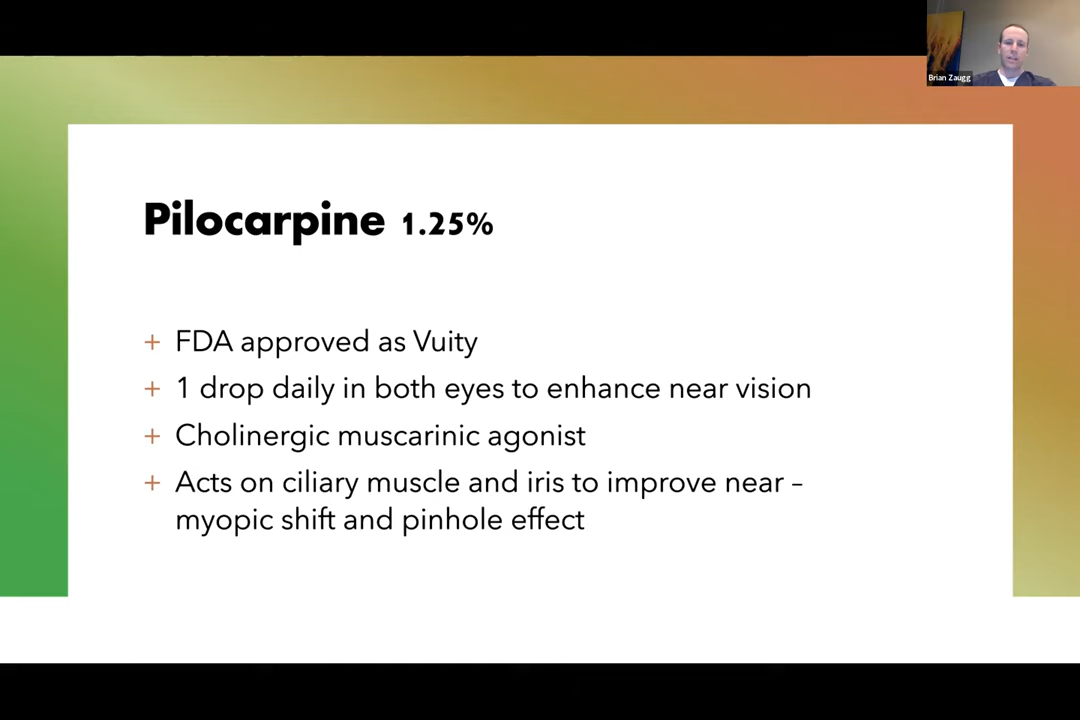 Brian Zaugg
Pilocarpine 1.25%
+ FDA approved as Vuity
+ 1 drop daily in both eyes to enhance near vision
+ Cholinergic muscarinic agonist
+ Acts on ciliary muscle and iris to improve near –
myopic shift and pinhole effect